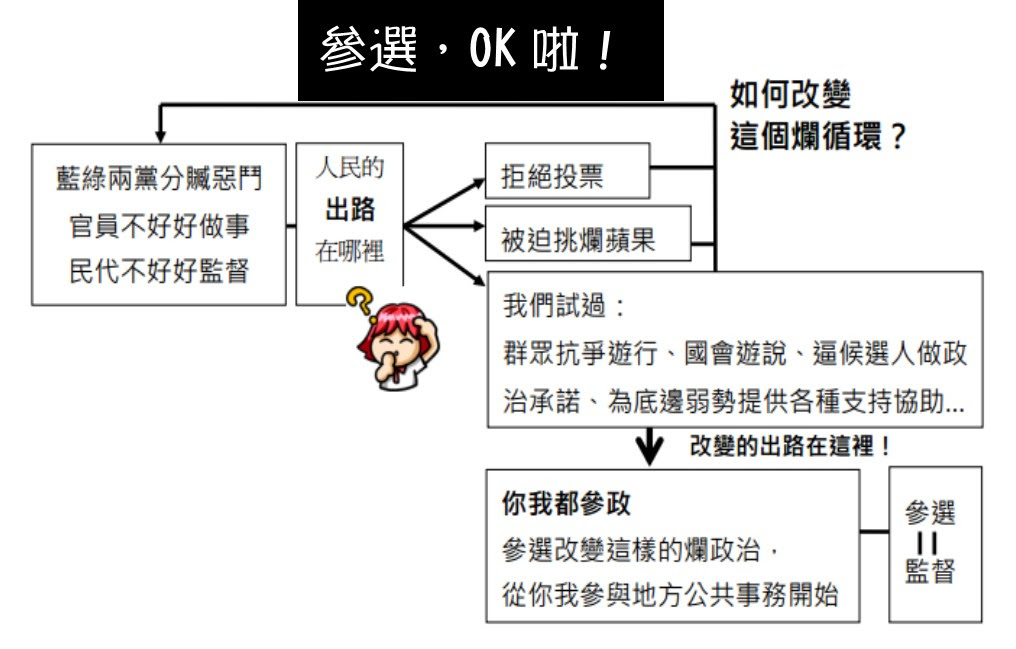 參選，OK 啦！
如何改變
這個爛循環？
藍綠兩黨分贓惡鬥
官員不好好做事
民代不好好監督
人民的
出路
在哪裡
?
拒絕投票
被迫挑爛蘋果
我們試過：
群眾抗爭遊行、國會遊說、逼候選人做政
治承諾、為底邊弱勢提供各種支持協助...
改變的出路在這裡！
你我都參政
參選改變這樣的爛政治，
從你我參與地方公共事務開始
參選
=
監督